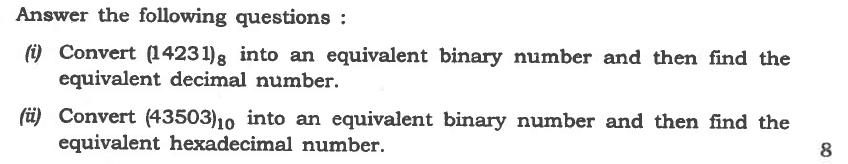 Answer the following questions :
(i) Convert (14231)₈ into an equivalent binary number and then find the
equivalent decimal number.
(ii) Convert (43503)₁₀ into an equivalent binary number and then find the
equivalent hexadecimal number.
8